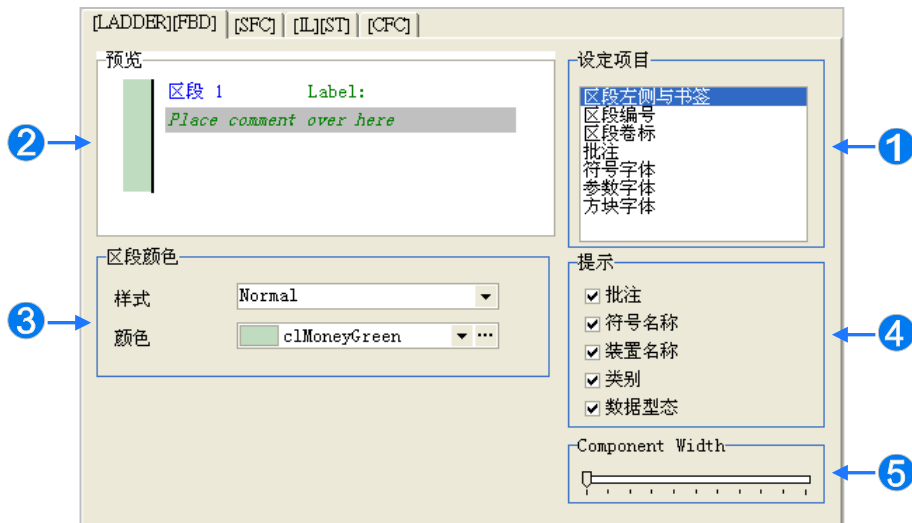 [LADDER][FBD] [SFC] [IL][ST] [CFC]
预览
区段 1 Label:
Place comment over here
2
设定项目
区段左侧与书签
区段编号
区段卷标
批注
符号字体
参数字体
方块字体
1
区段颜色
样式 Normal
颜色 clMoneyGreen ...
3
提示
批注
符号名称
装置名称
类别
数据型态
4
Component Width
5